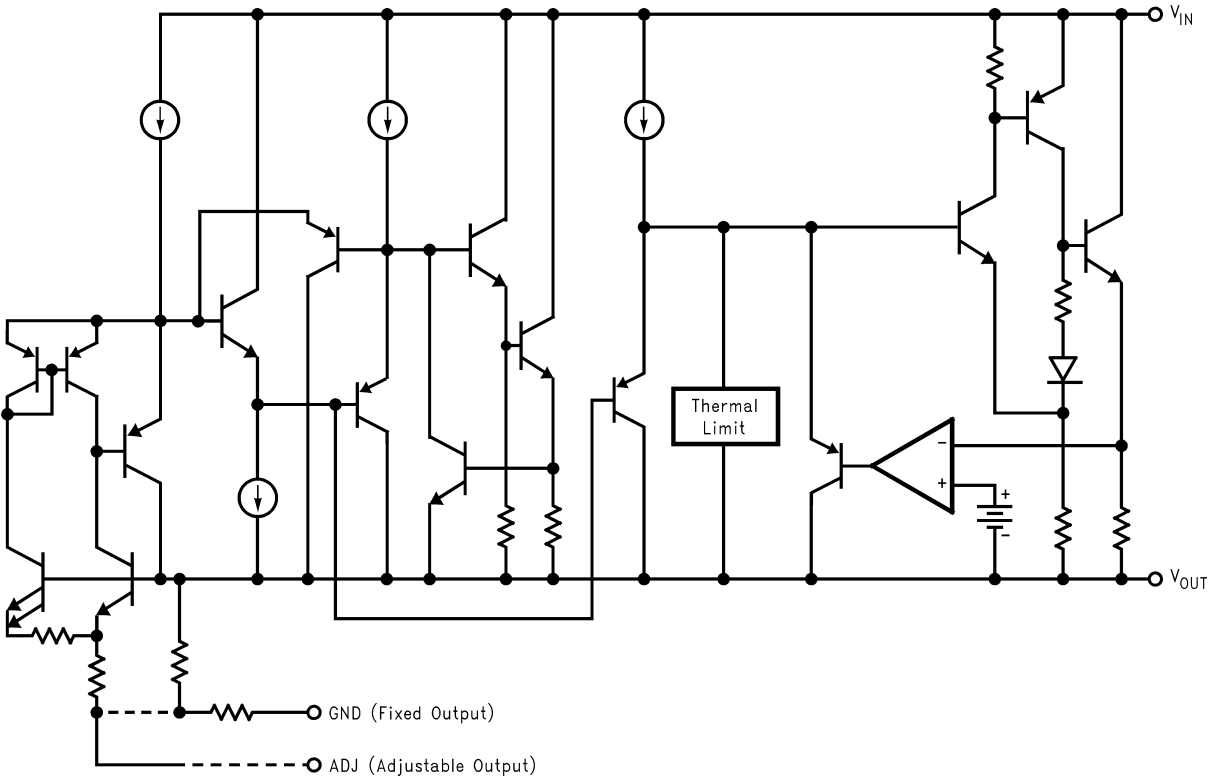 VIN
Thermal
Limit
−
+
+
-
VOUT
GND (Fixed Output)
ADJ (Adjustable Output)